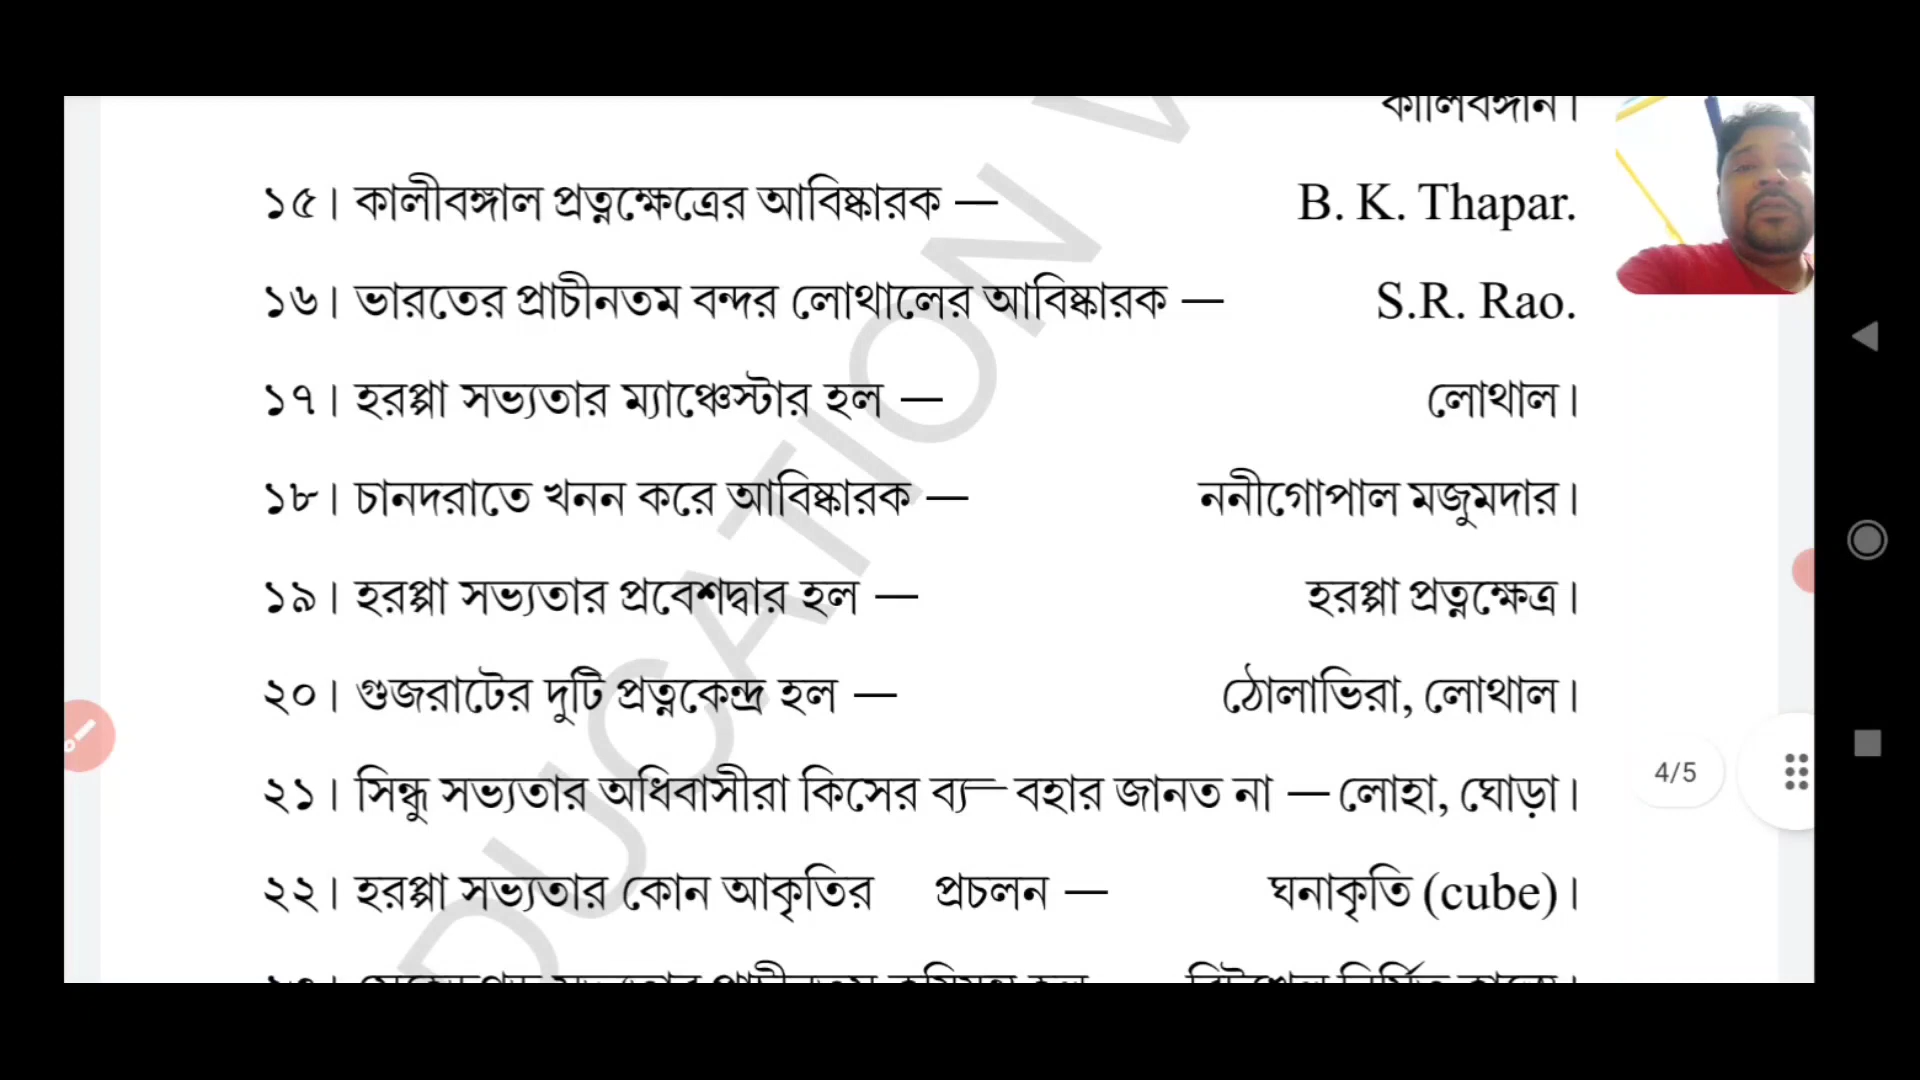 কালিবঙ্গান।
১৫। কালীবঙ্গাল প্রত্নক্ষেত্রের আবিষ্কারক — B. K. Thapar.
১৬। ভারতের প্রাচীনতম বন্দর লোথালের আবিষ্কারক — S.R. Rao.
১৭। হরপ্পা সভ্যতার ম্যাঞ্চেস্টার হল — লোথাল।
১৮। চানদরাতে খনন করে আবিষ্কারক — ননীগোপাল মজুমদার।
১৯। হরপ্পা সভ্যতার প্রবেশদ্বার হল — হরপ্পা প্রত্নক্ষেত্র।
২০। গুজরাটের দুটি প্রত্নকেন্দ্র হল — ঠোলাভিরা, লোথাল।
২১। সিন্ধু সভ্যতার অধিবাসীরা কিসের ব্য— বহার জানত না — লোহা, ঘোড়া।
২২। হরপ্পা সভ্যতার কোন আকৃতির প্রচলন — ঘনাকৃতি (cube)।
DUCATION V
4/5